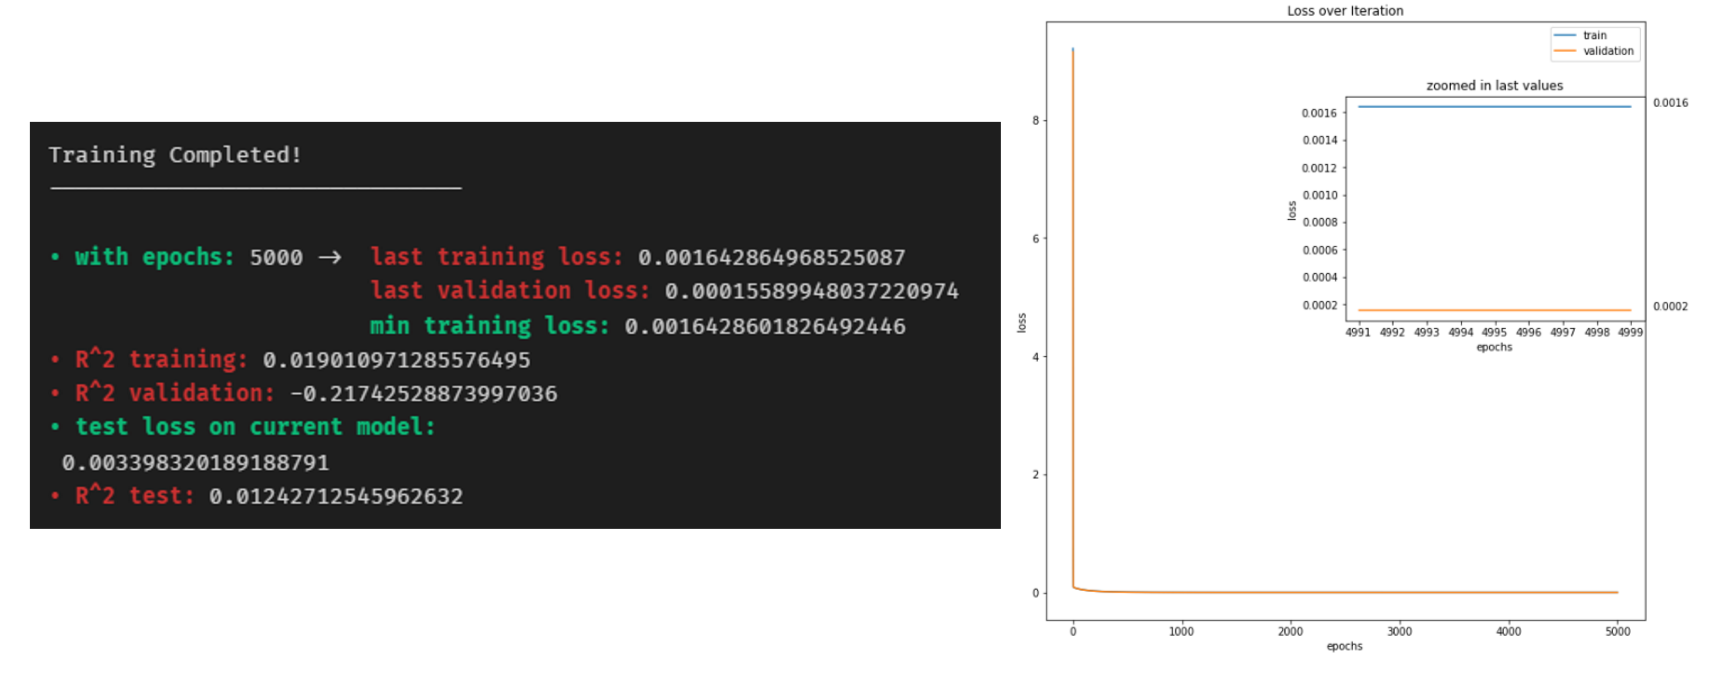 Training Completed!
• with epochs: 5000 → last training loss: 0.001642864968525087
last validation loss: 0.00015589948037220974
min training loss: 0.0016428601826492446
• R^2 training: 0.019010971285576495
• R^2 validation: -0.21742528873997036
• test loss on current model:
0.003398320189188791
• R^2 test: 0.01242712545962632
Loss over Iteration
train
validation
zoomed in last values
0.0016
0.0014
0.0012
0.0010
0.0008
0.0006
0.0004
0.0002
loss
4991 4992 4993 4994 4995 4996 4997 4998 4999
epochs
0.0016
0.0002
8
6
4
2
0
loss
0 1000 2000 3000 4000 5000
epochs